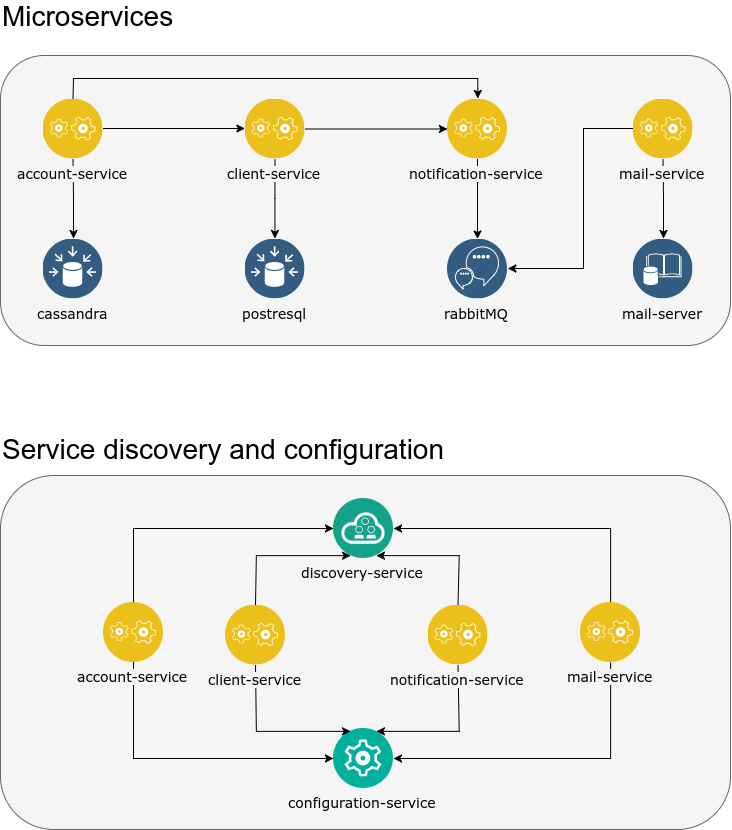 Microservices
account-service
client-service
notification-service
mail-service
cassandra
postresql
rabbitMQ
mail-server
Service discovery and configuration
discovery-service
account-service
client-service
notification-service
mail-service
configuration-service